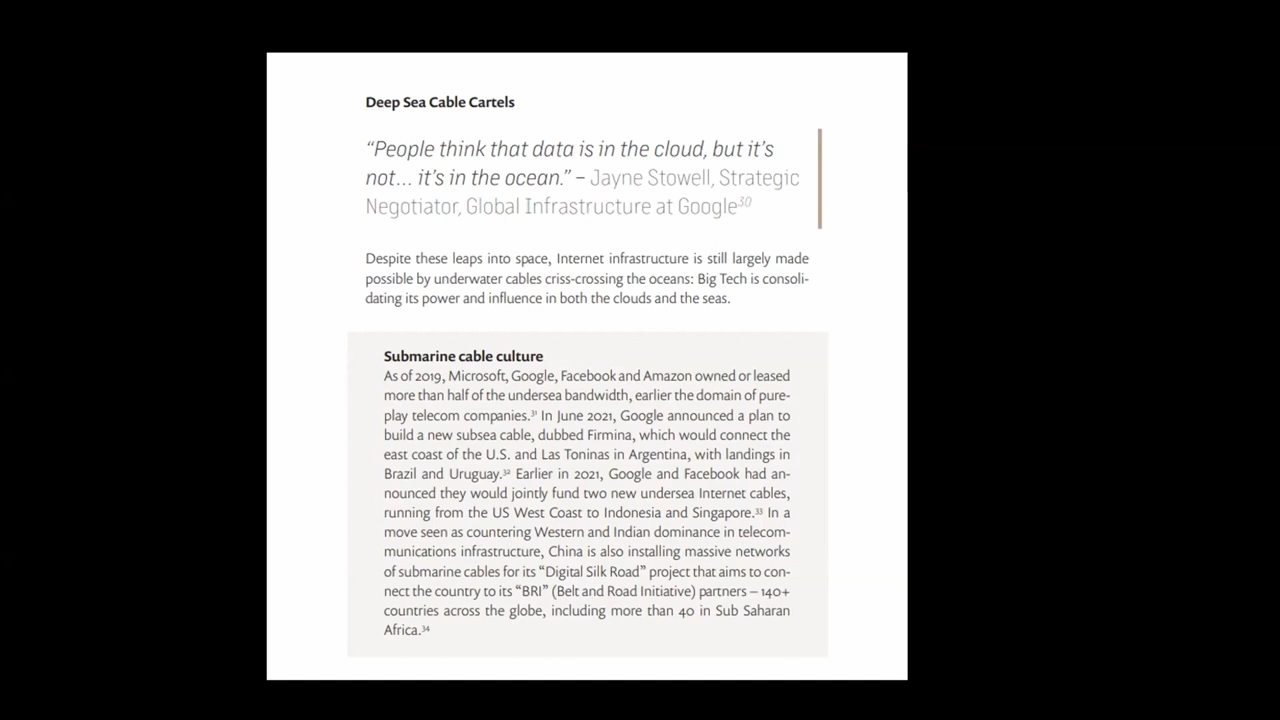 Deep Sea Cable Cartels
“People think that data is in the cloud, but it’s
not... it’s in the ocean.” – Jayne Stowell, Strategic
Negotiator, Global Infrastructure at Google30
Despite these leaps into space, Internet infrastructure is still largely made
possible by underwater cables criss-crossing the oceans: Big Tech is consoli-
dating its power and influence in both the clouds and the seas.
Submarine cable culture
As of 2019, Microsoft, Google, Facebook and Amazon owned or leased
more than half of the undersea bandwidth, earlier the domain of pure-
play telecom companies.31 In June 2021, Google announced a plan to
build a new subsea cable, dubbed Firmina, which would connect the
east coast of the U.S. and Las Toninas in Argentina, with landings in
Brazil and Uruguay.32 Earlier in 2021, Google and Facebook had an-
nounced they would jointly fund two new undersea Internet cables,
running from the US West Coast to Indonesia and Singapore.33 In a
move seen as countering Western and Indian dominance in telecom-
munications infrastructure, China is also installing massive networks
of submarine cables for its “Digital Silk Road” project that aims to con-
nect the country to its “BRI” (Belt and Road Initiative) partners – 140+
countries across the globe, including more than 40 in Sub Saharan
Africa.34